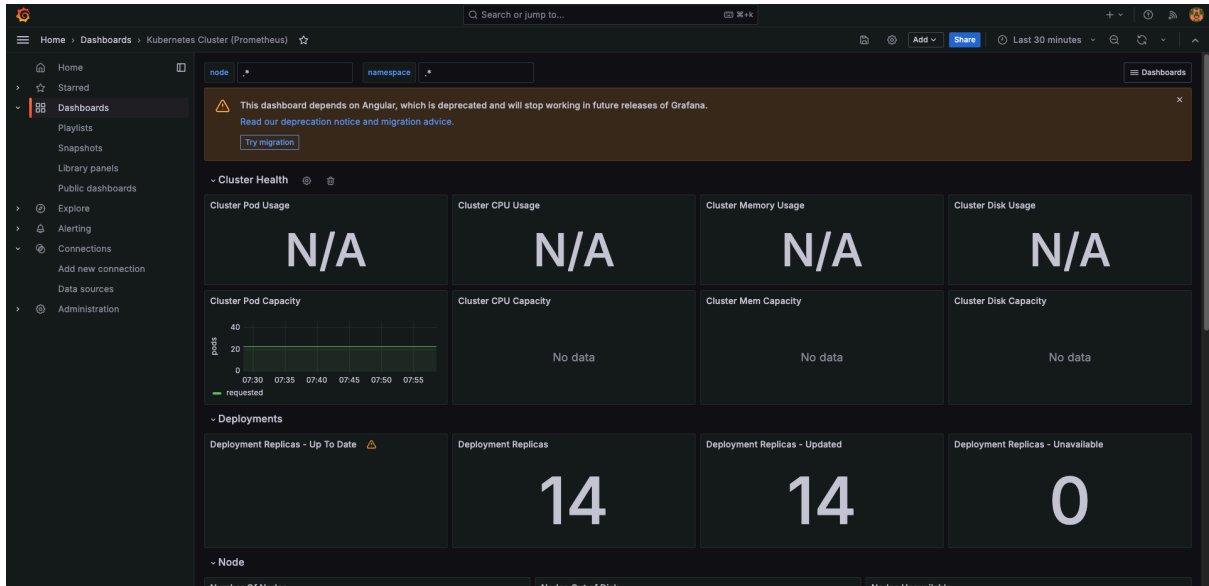 Search or jump to...
⌘+k
Home › Dashboards › Kubernetes Cluster (Prometheus)
Add
Share
Last 30 minutes
Home
Starred
Dashboards
Playlists
Snapshots
Library panels
Public dashboards
Explore
Alerting
Connections
Add new connection
Data sources
Administration
node .*
namespace .*
Dashboards
This dashboard depends on Angular, which is deprecated and will stop working in future releases of Grafana.
Read our deprecation notice and migration advice.
Try migration
Cluster Health
Cluster Pod Usage
N/A
Cluster CPU Usage
N/A
Cluster Memory Usage
N/A
Cluster Disk Usage
N/A
Cluster Pod Capacity
pods
40
20
0
07:30 07:35 07:40 07:45 07:50 07:55
requested
Cluster CPU Capacity
No data
Cluster Mem Capacity
No data
Cluster Disk Capacity
No data
Deployments
Deployment Replicas - Up To Date
Deployment Replicas
14
Deployment Replicas - Updated
14
Deployment Replicas - Unavailable
0
Node